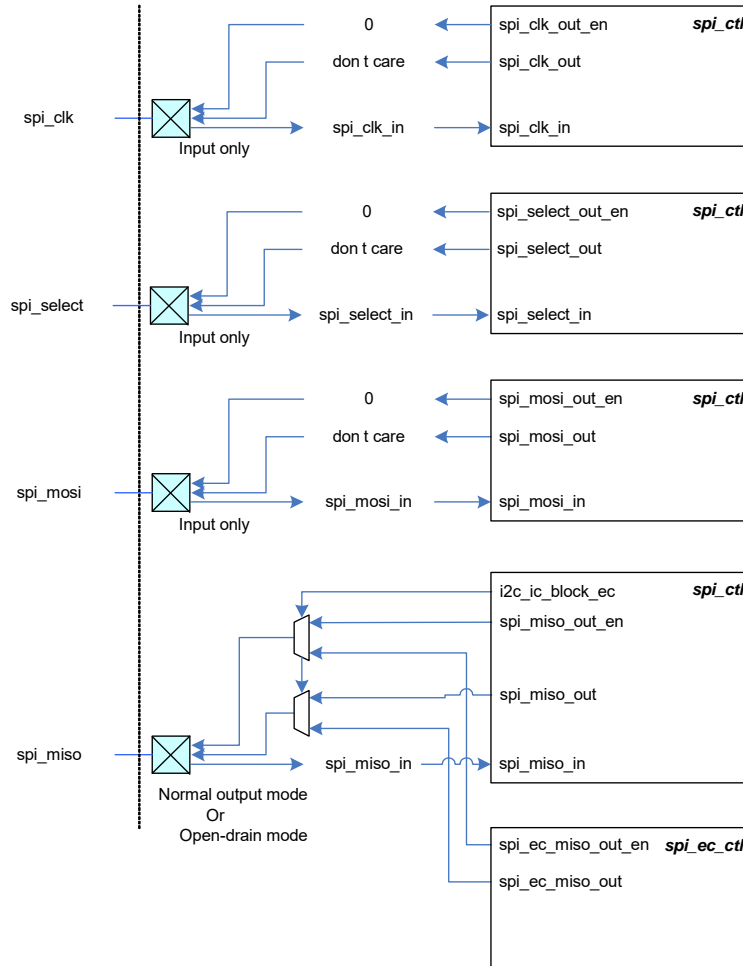 0
spi_clk_out_en
spi_ctl
don t care
spi_clk_out
spi_clk
spi_clk_in
spi_clk_in
Input only
0
spi_select_out_en
spi_ctl
don t care
spi_select_out
spi_select
spi_select_in
spi_select_in
Input only
0
spi_mosi_out_en
spi_ctl
don t care
spi_mosi_out
spi_mosi
spi_mosi_in
spi_mosi_in
Input only
i2c_ic_block_ec
spi_ctl
spi_miso_out_en
spi_miso_out
spi_miso
spi_miso_in
spi_miso_in
Normal output mode
Or
Open-drain mode
spi_ec_miso_out_en
spi_ec_ctl
spi_ec_miso_out